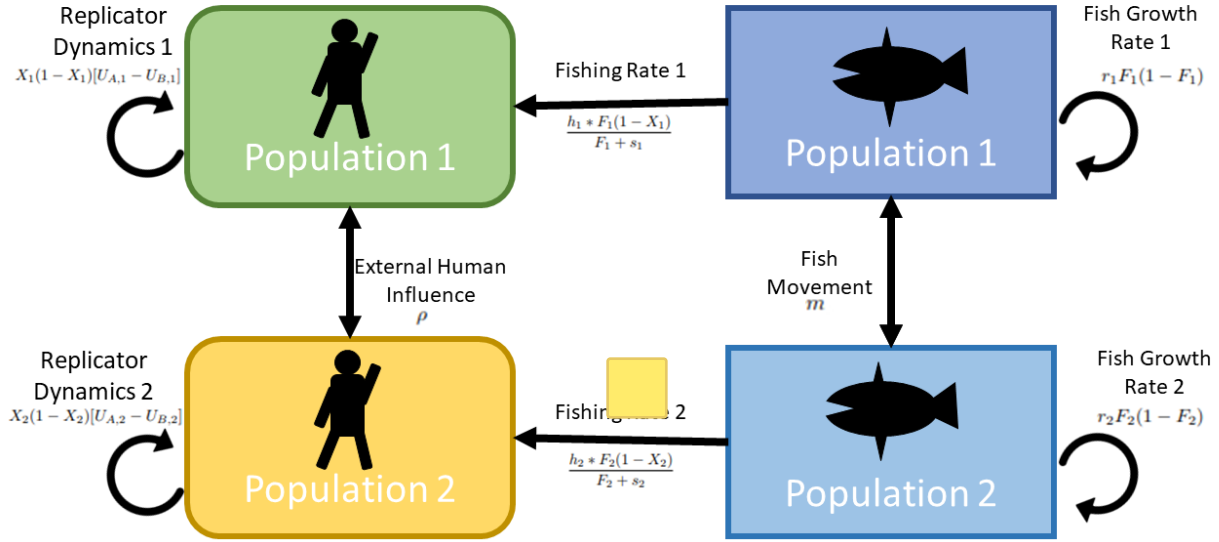 Replicator
Dynamics 1
X_1(1 − X_1)[U_{A,1} − U_{B,1}]
Population 1
Fishing Rate 1
h_1 * F_1(1 − X_1)
F_1 + s_1
Population 1
Fish Growth
Rate 1
r_1F_1(1 − F_1)
External Human
Influence
ρ
Fish
Movement
m
Replicator
Dynamics 2
X_2(1 − X_2)[U_{A,2} − U_{B,2}]
Population 2
Fishing 2
h_2 * F_2(1 − X_2)
F_2 + s_2
Population 2
Fish Growth
Rate 2
r_2F_2(1 − F_2)